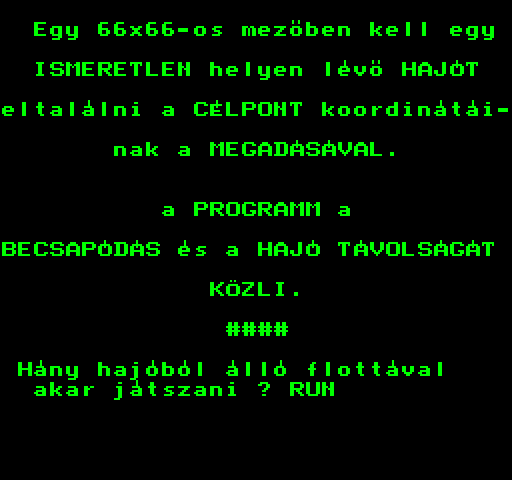 Egy 66x66-os mezöben kell egy
ISMERETLEN helyen lévö HAJÓT
eltalálni a CÉLPONT koordinátái-
nak a MEGADÁSÁVAL.
a PROGRAMM a
BECSAPÓDÁS és a HAJÓ TÁVOLSÁGÁT
KÖZLI.
####
Hány hajóból álló flottával
akar játszani ? RUN